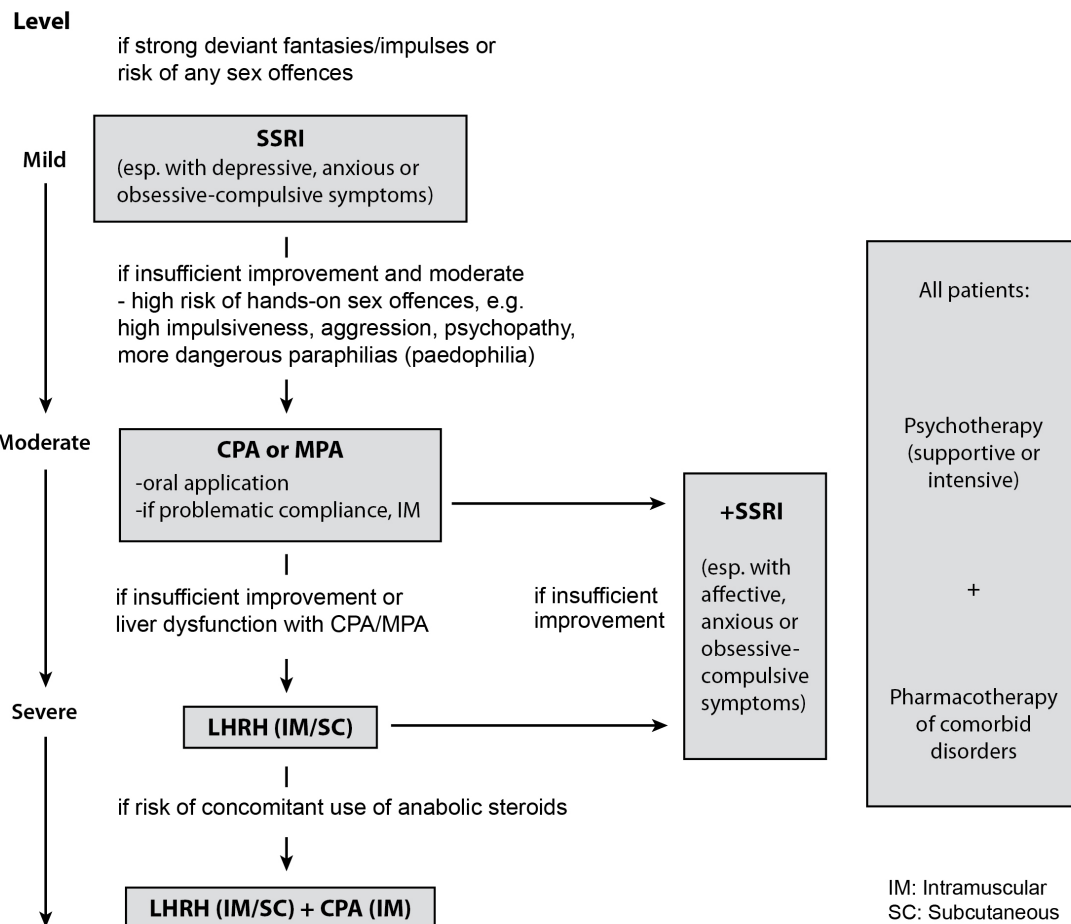 Level
if strong deviant fantasies/impulses or
risk of any sex offences
Mild
SSRI
(esp. with depressive, anxious or
obsessive-compulsive symptoms)
if insufficient improvement and moderate
- high risk of hands-on sex offences, e.g.
high impulsiveness, aggression, psychopathy,
more dangerous paraphilias (paedophilia)
Moderate
CPA or MPA
-oral application
-if problematic compliance, IM
if insufficient improvement or
liver dysfunction with CPA/MPA
if insufficient
improvement
+SSRI
(esp. with
affective,
anxious or
obsessive-
compulsive
symptoms)
Severe
LHRH (IM/SC)
if risk of concomitant use of anabolic steroids
LHRH (IM/SC) + CPA (IM)
All patients:
Psychotherapy
(supportive or
intensive)
+
Pharmacotherapy
of comorbid
disorders
IM: Intramuscular
SC: Subcutaneous